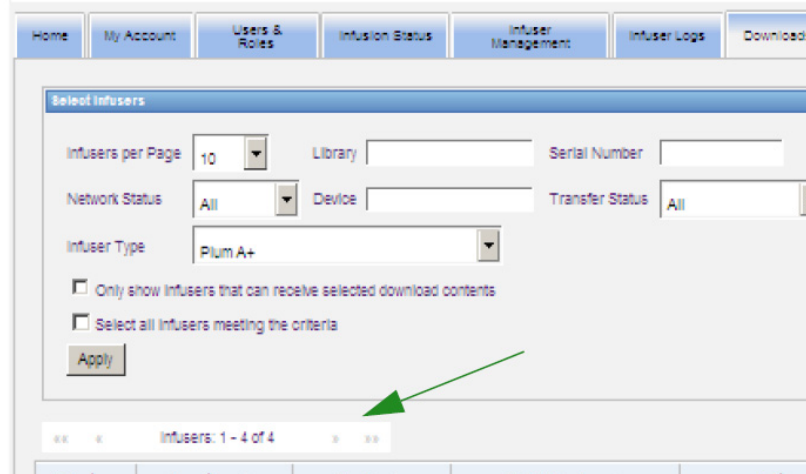 Home My Account Users & Roles Infusion Status Infuser Management Infuser Logs Download
Select Infusers
Infusers per Page 10 Library Serial Number
Network Status All Device Transfer Status All
Infuser Type Plum A+
Only show infusers that can receive selected download contents
Select all infusers meeting the criteria
Apply
«« « Infusers: 1 - 4 of 4 » »»